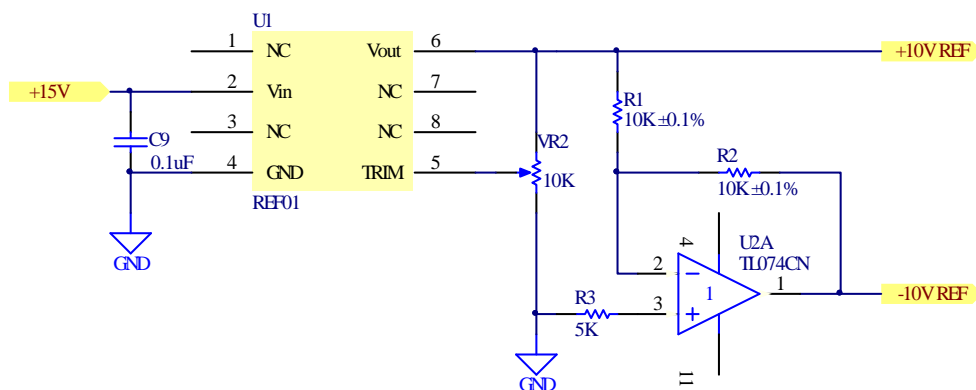 U1
1 NC Vout 6 +10V REF
+15V 2 Vin NC 7
3 NC NC 8
C9
0.1uF
4 GND TRIM 5
REF01
GND
VR2
10K
R1
10K±0.1%
R2
10K±0.1%
4
U2A
TL074CN
2
1
1
-10V REF
R3
5K
3
11
GND